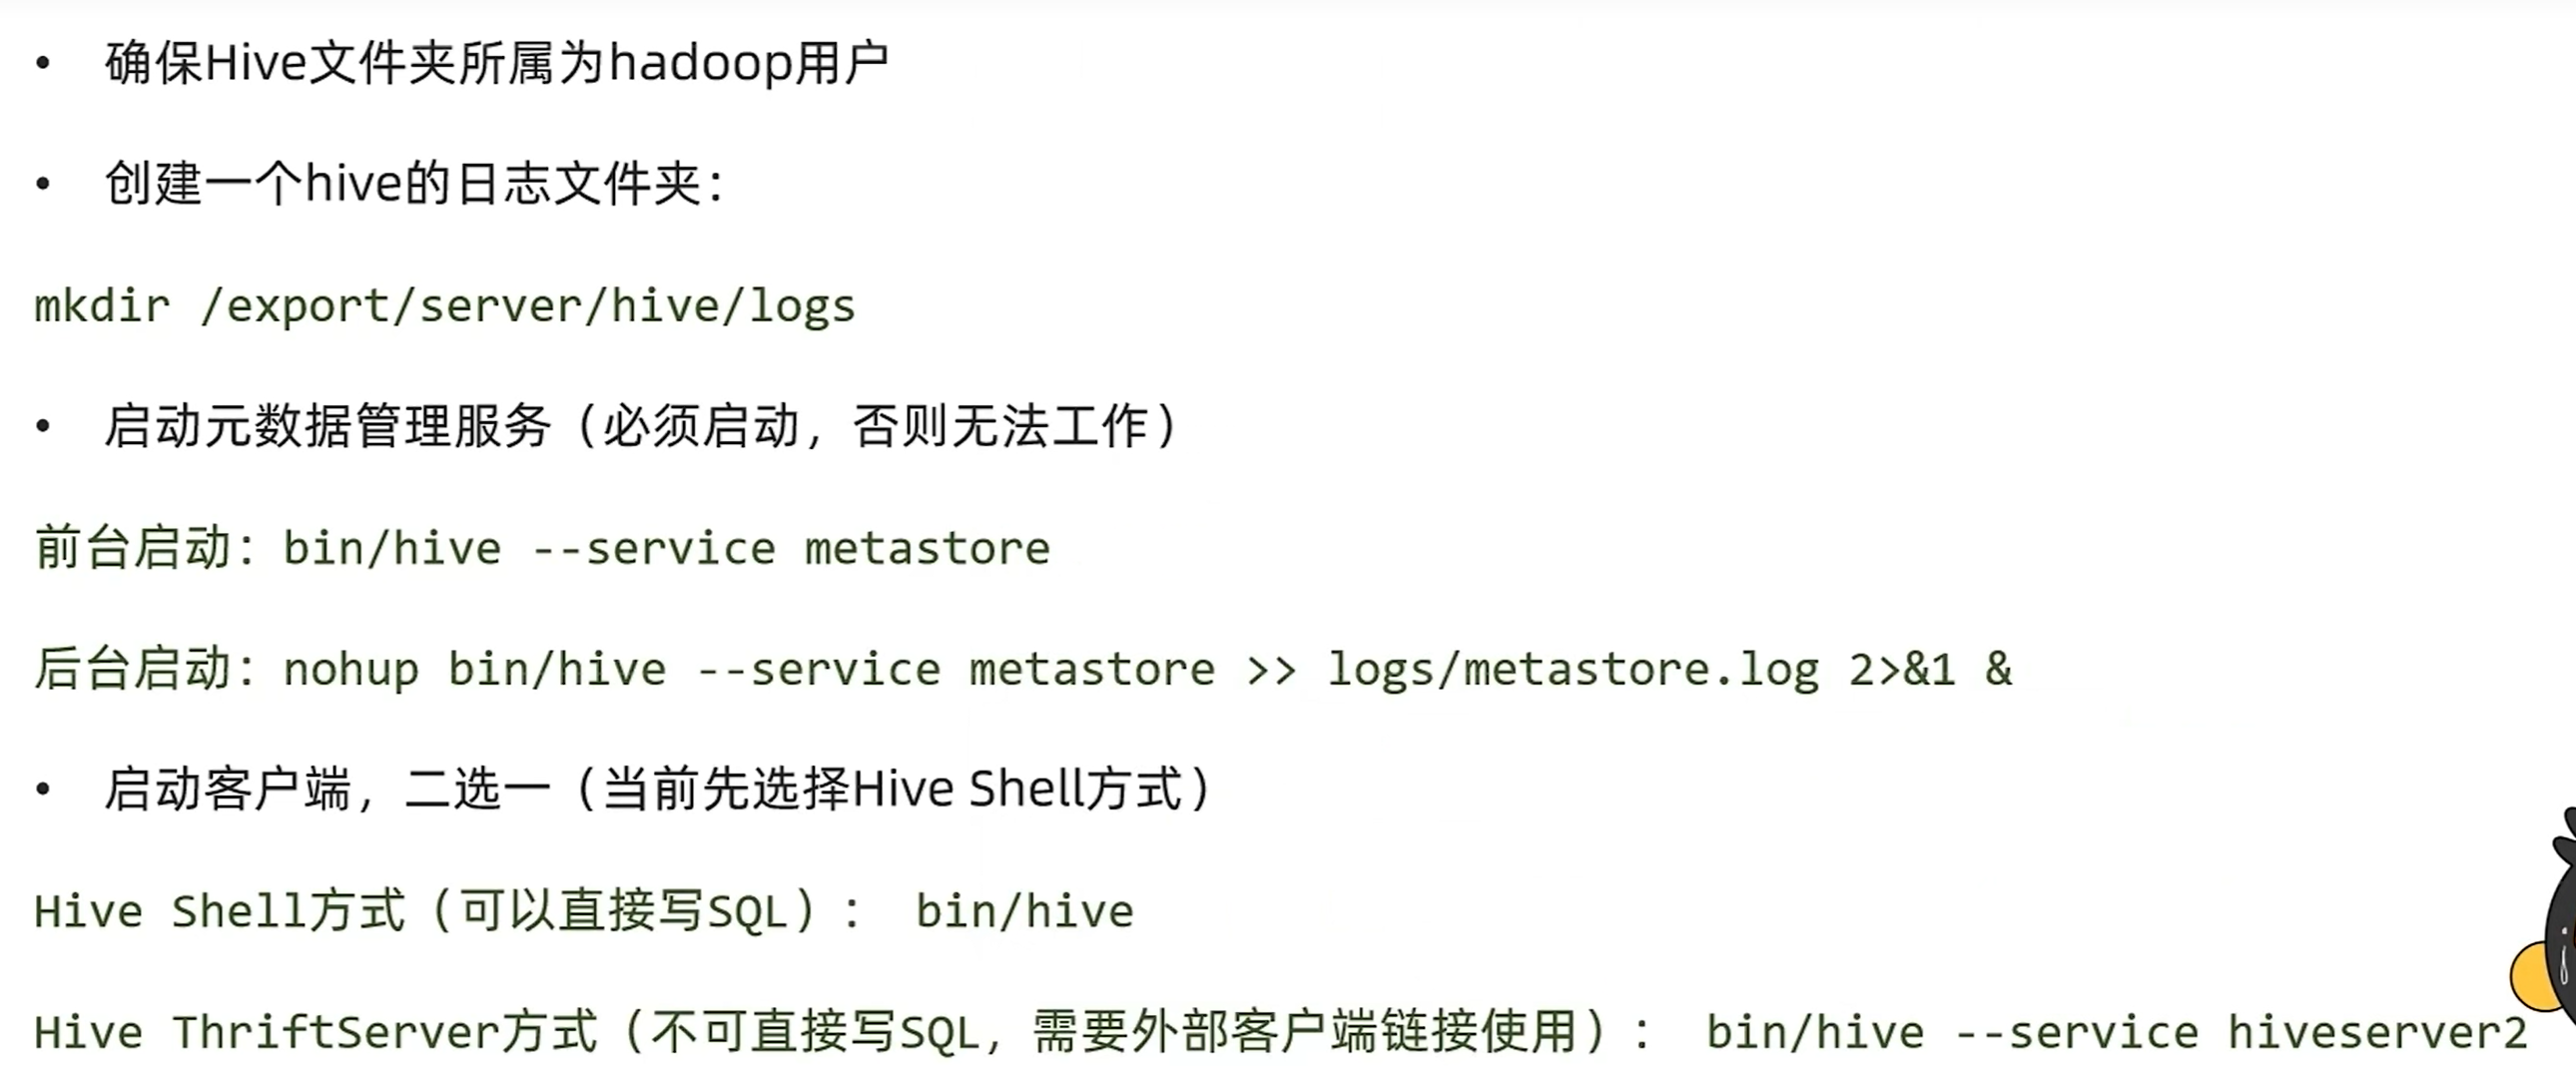 • 确保Hive文件夹所属为hadoop用户
• 创建一个hive的日志文件夹：
mkdir /export/server/hive/logs
• 启动元数据管理服务（必须启动，否则无法工作）
前台启动：bin/hive --service metastore
后台启动：nohup bin/hive --service metastore >> logs/metastore.log 2>&1 &
• 启动客户端，二选一（当前先选择Hive Shell方式）
Hive Shell方式（可以直接写SQL）： bin/hive
Hive ThriftServer方式（不可直接写SQL，需要外部客户端链接使用）： bin/hive --service hiveserver2